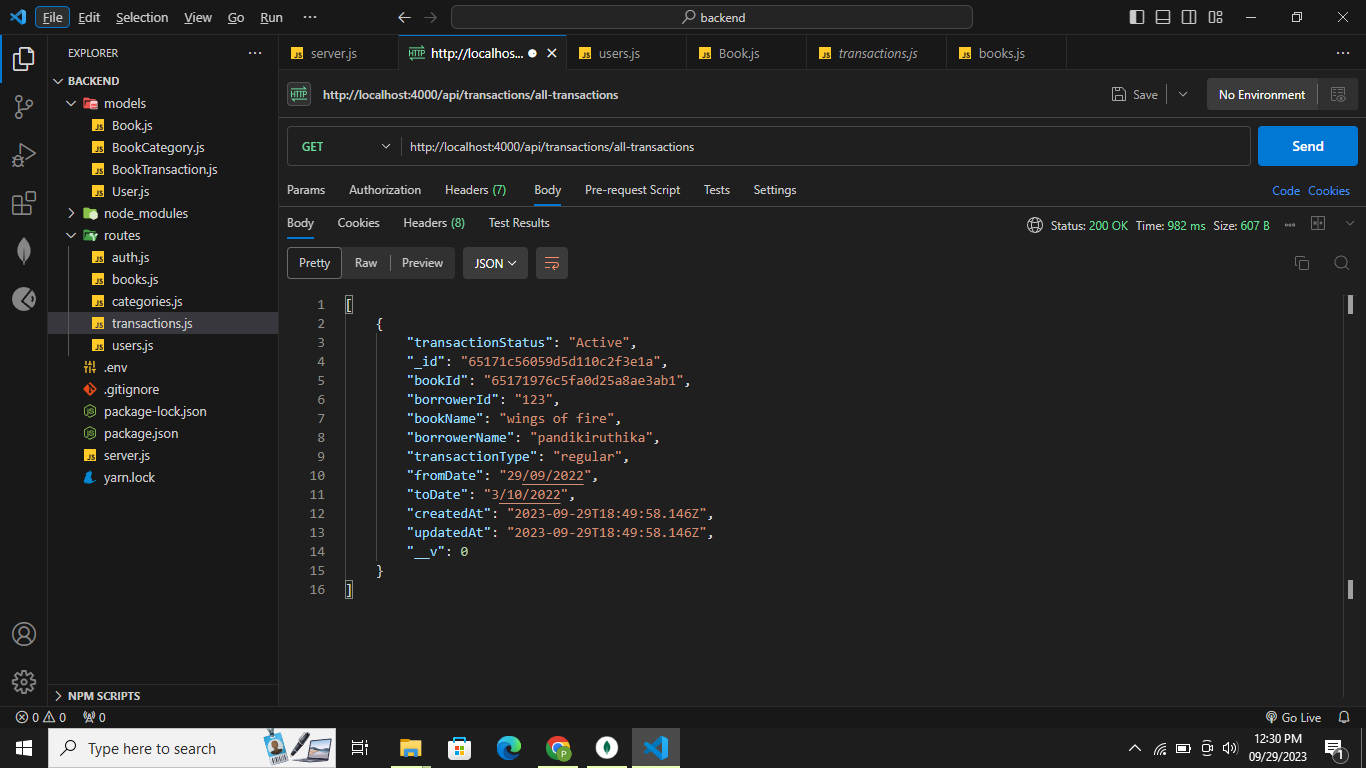 File Edit Selection View Go Run ··· backend
EXPLORER ···
BACKEND
models
Book.js
BookCategory.js
BookTransaction.js
User.js
node_modules
routes
auth.js
books.js
categories.js
transactions.js
users.js
.env
.gitignore
package-lock.json
package.json
server.js
yarn.lock
NPM SCRIPTS
server.js http://localhos... users.js Book.js transactions.js books.js ···
HTTP http://localhost:4000/api/transactions/all-transactions Save No Environment
GET http://localhost:4000/api/transactions/all-transactions Send
Params Authorization Headers (7) Body Pre-request Script Tests Settings Code Cookies
Body Cookies Headers (8) Test Results Status: 200 OK Time: 982 ms Size: 607 B
Pretty Raw Preview JSON
1 [
2 {
3 "transactionStatus": "Active",
4 "_id": "65171c56059d5d110c2f3e1a",
5 "bookId": "65171976c5fa0d25a8ae3ab1",
6 "borrowerId": "123",
7 "bookName": "wings of fire",
8 "borrowerName": "pandikiruthika",
9 "transactionType": "regular",
10 "fromDate": "29/09/2022",
11 "toDate": "3/10/2022",
12 "createdAt": "2023-09-29T18:49:58.146Z",
13 "updatedAt": "2023-09-29T18:49:58.146Z",
14 "__v": 0
15 }
16 ]
0 0 0 Go Live
Type here to search
12:30 PM
09/29/2023
1